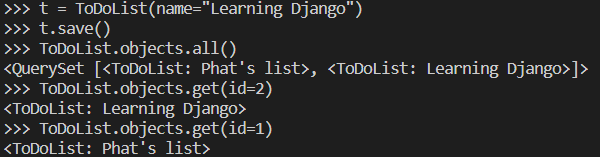 >>> t = ToDoList(name="Learning Django")
>>> t.save()
>>> ToDoList.objects.all()
<QuerySet [<ToDoList: Phat's list>, <ToDoList: Learning Django>]>
>>> ToDoList.objects.get(id=2)
<ToDoList: Learning Django>
>>> ToDoList.objects.get(id=1)
<ToDoList: Phat's list>